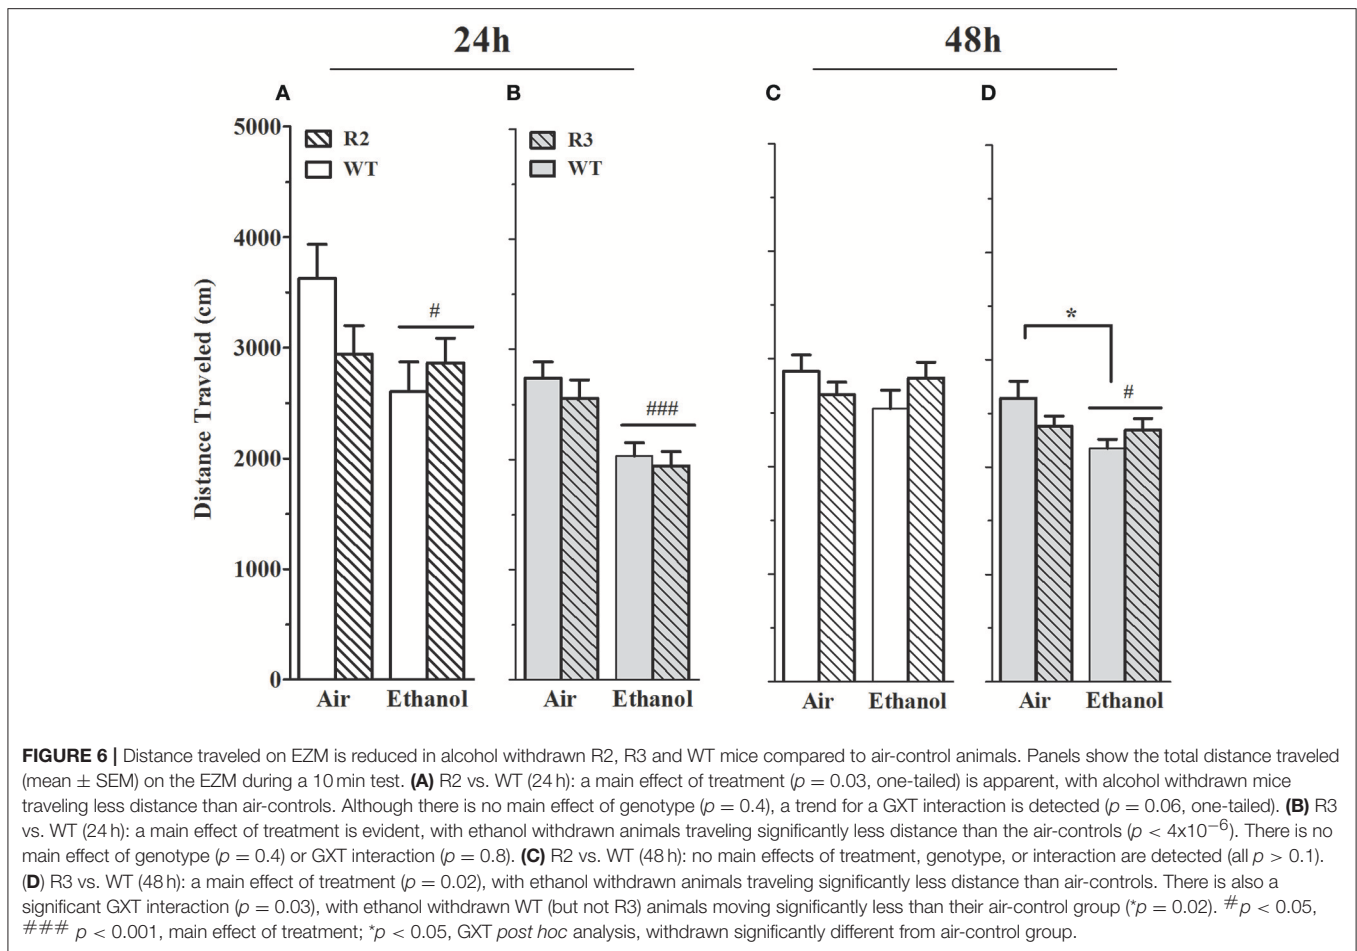 24h
48h
A
B
C
D
5000
4000
3000
2000
1000
0
Distance Traveled (cm)
R2
WT
#
Air
Ethanol
R3
WT
###
Air
Ethanol
Air
Ethanol
*
#
Air
Ethanol
FIGURE 6 | Distance traveled on EZM is reduced in alcohol withdrawn R2, R3 and WT mice compared to air-control animals. Panels show the total distance traveled
(mean ± SEM) on the EZM during a 10 min test. (A) R2 vs. WT (24 h): a main effect of treatment (p = 0.03, one-tailed) is apparent, with alcohol withdrawn mice
traveling less distance than air-controls. Although there is no main effect of genotype (p = 0.4), a trend for a GXT interaction is detected (p = 0.06, one-tailed). (B) R3
vs. WT (24 h): a main effect of treatment is evident, with ethanol withdrawn animals traveling significantly less distance than the air-controls (p < 4x10⁻⁶). There is no
main effect of genotype (p = 0.4) or GXT interaction (p = 0.8). (C) R2 vs. WT (48 h): no main effects of treatment, genotype, or interaction are detected (all p > 0.1).
(D) R3 vs. WT (48 h): a main effect of treatment (p = 0.02), with ethanol withdrawn animals traveling significantly less distance than air-controls. There is also a
significant GXT interaction (p = 0.03), with ethanol withdrawn WT (but not R3) animals moving significantly less than their air-control group (*p = 0.02). #p < 0.05,
### p < 0.001, main effect of treatment; *p < 0.05, GXT post hoc analysis, withdrawn significantly different from air-control group.